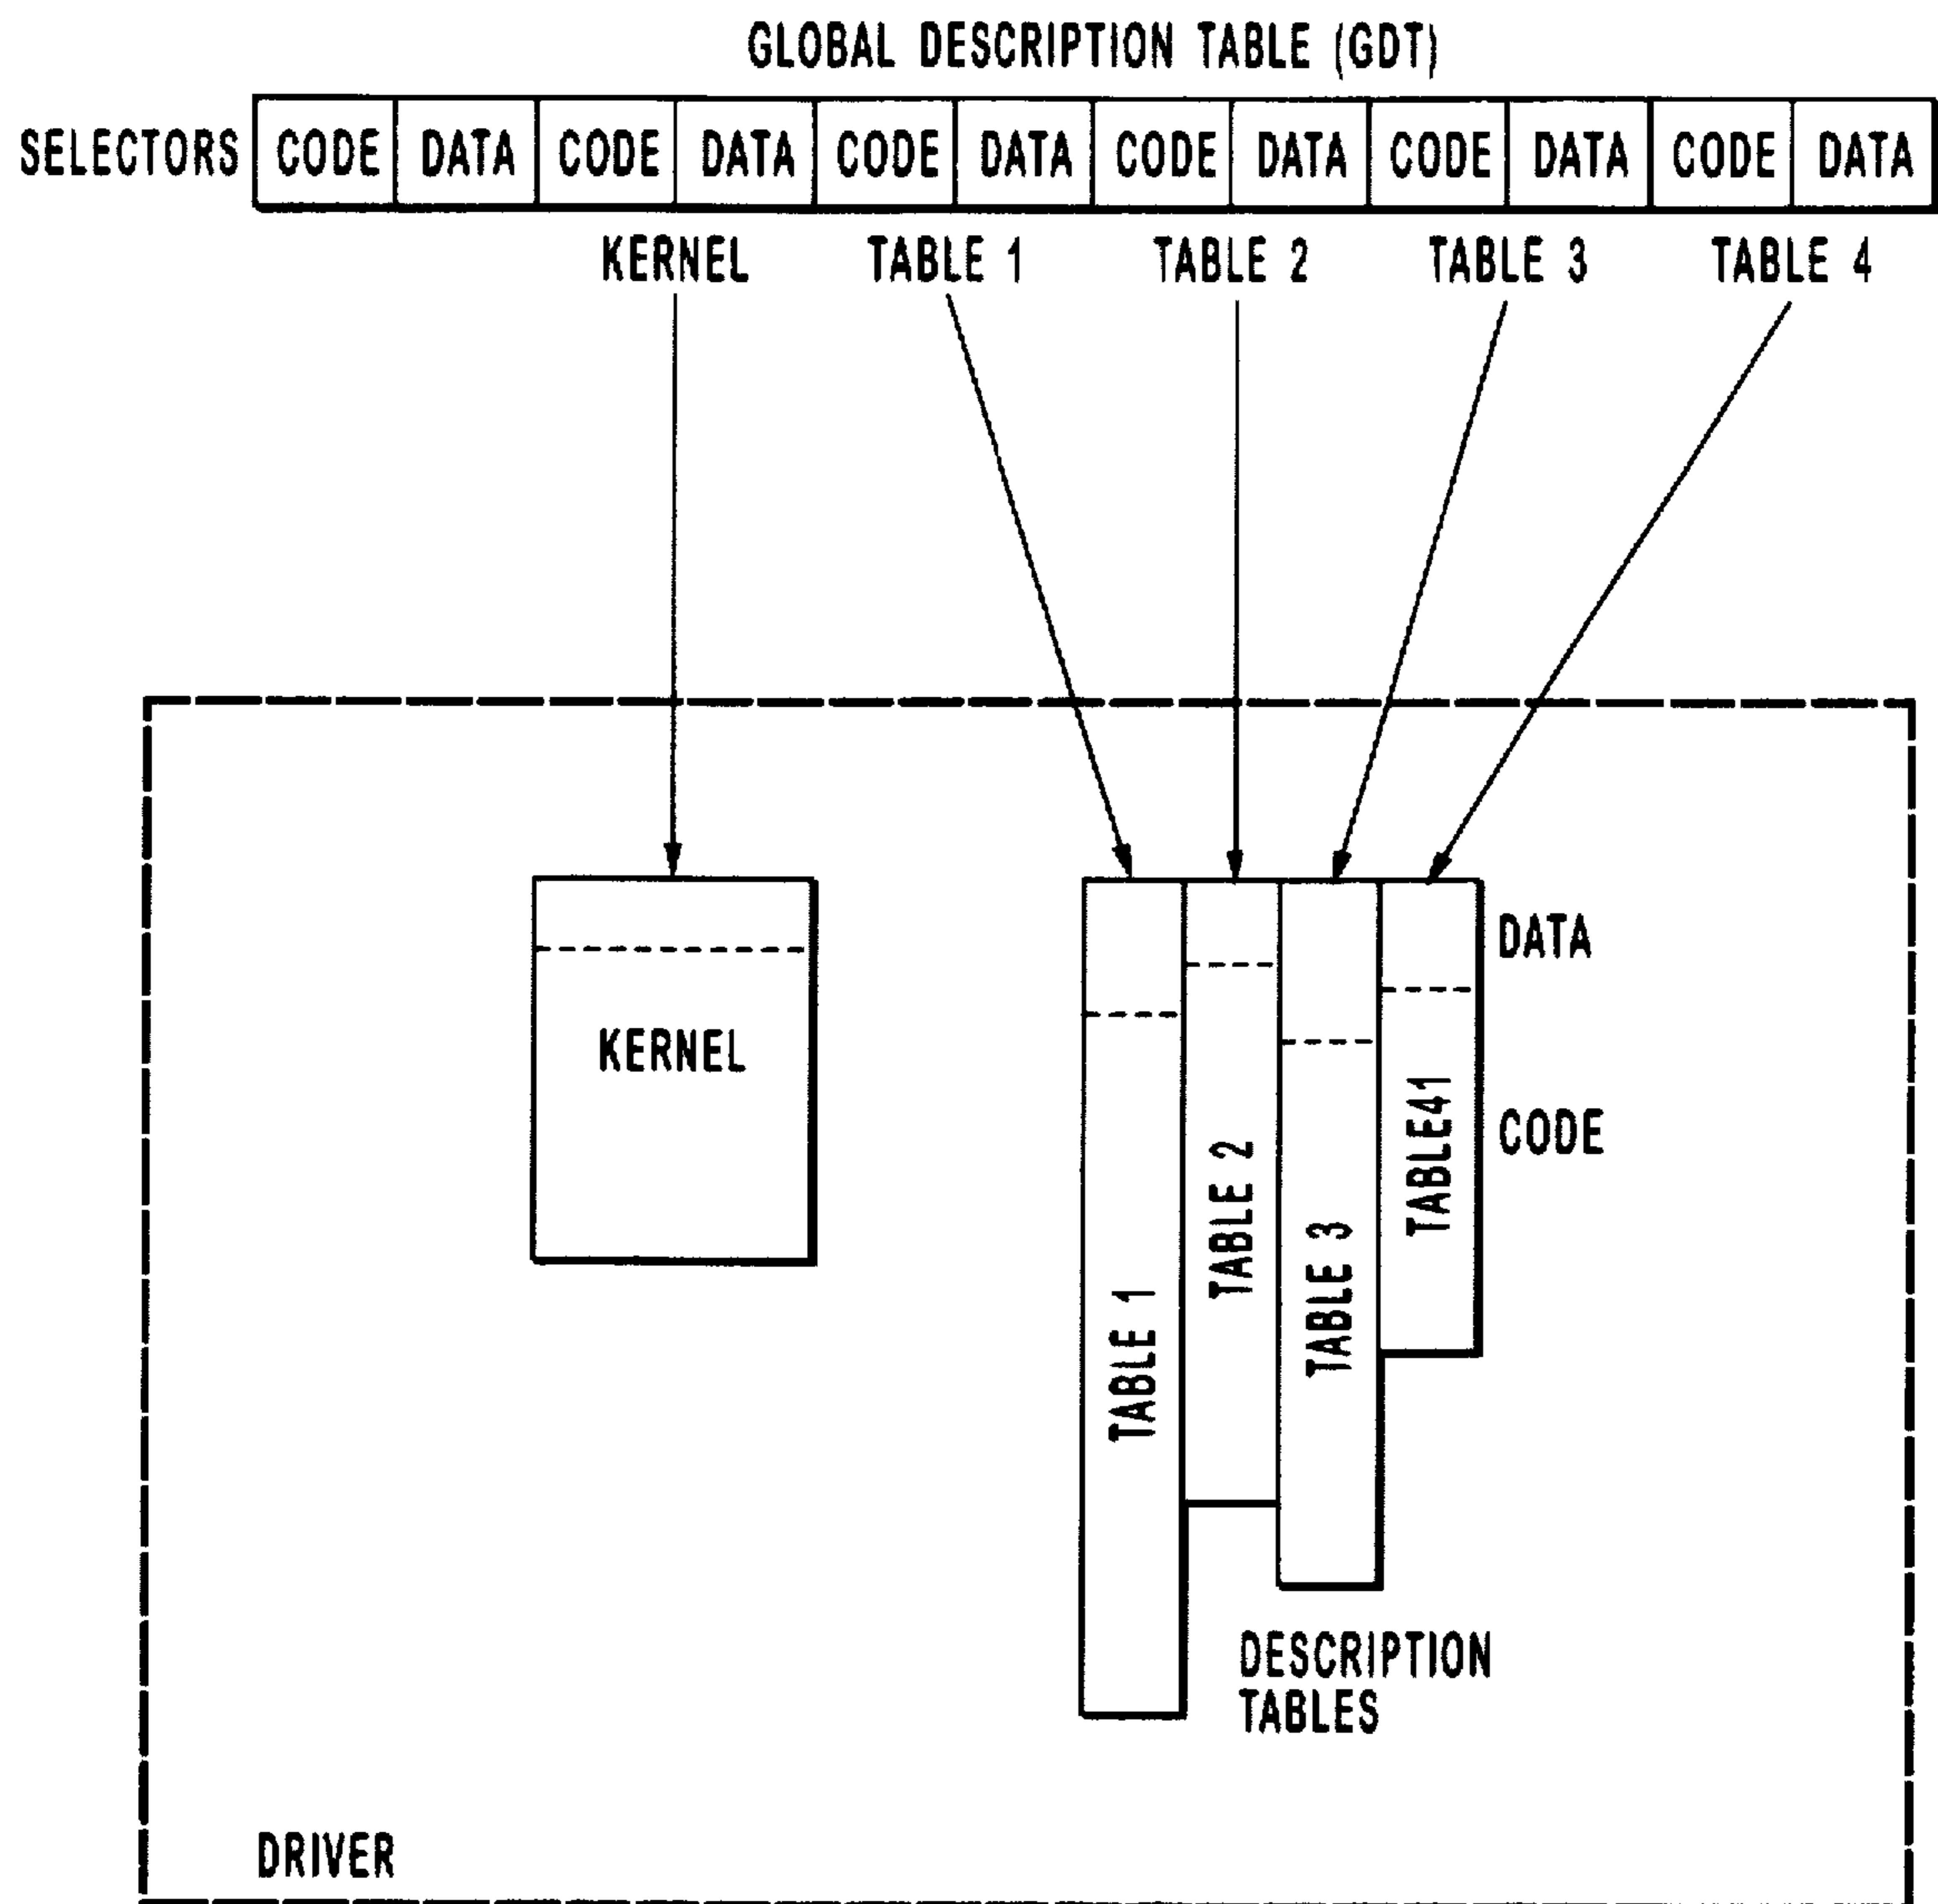 GLOBAL DESCRIPTION TABLE (GDT)
SELECTORS CODE DATA CODE DATA CODE DATA CODE DATA CODE DATA CODE DATA
KERNEL TABLE 1 TABLE 2 TABLE 3 TABLE 4
DATA
KERNEL
CODE
TABLE 1
TABLE 2
TABLE 3
TABLE41
DESCRIPTION
TABLES
DRIVER